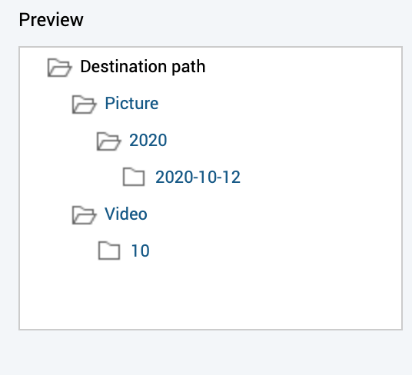 Preview
Destination path
Picture
2020
2020-10-12
Video
10